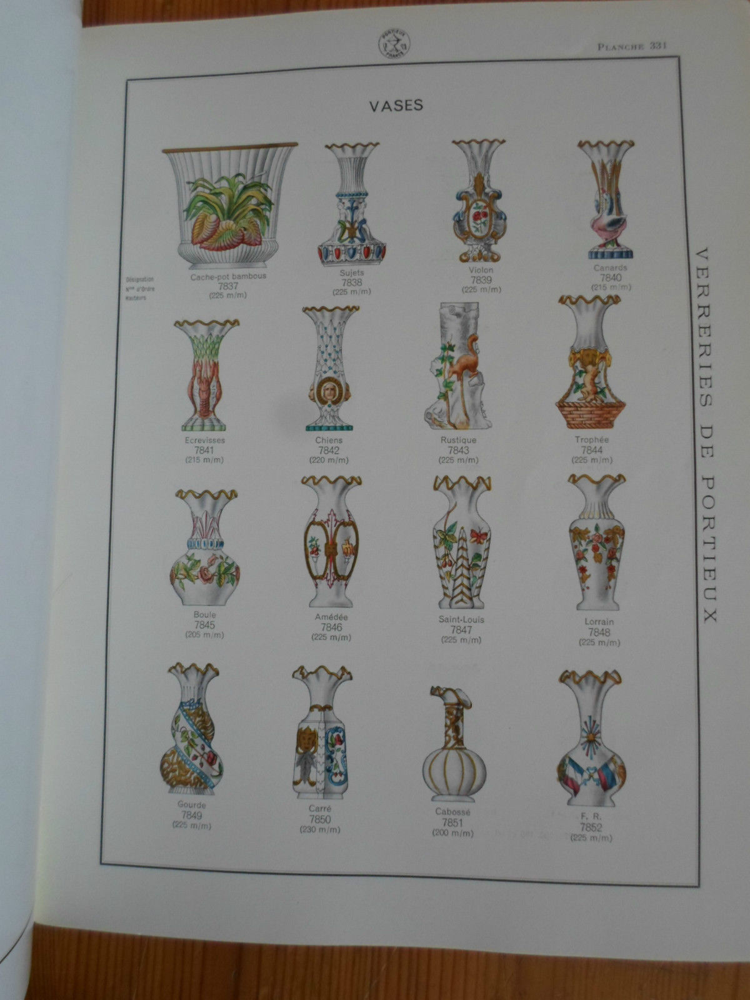 PORTIEUX
FRANCE
PLANCHE 331
VASES
Désignation
Nos d'Ordre
Hauteurs
Cache-pot bambous
7837
(225 m/m)
Sujets
7838
(225 m/m)
Violon
7839
(225 m/m)
Canards
7840
(215 m/m)
Ecrevisses
7841
(215 m/m)
Chiens
7842
(220 m/m)
Rustique
7843
(225 m/m)
Trophée
7844
(225 m/m)
Boule
7845
(205 m/m)
Amédée
7846
(225 m/m)
Saint-Louis
7847
(225 m/m)
Lorrain
7848
(225 m/m)
Gourde
7849
(225 m/m)
Carré
7850
(230 m/m)
Cabossé
7851
(200 m/m)
F. R.
7852
(225 m/m)
VERRERIES DE PORTIEUX